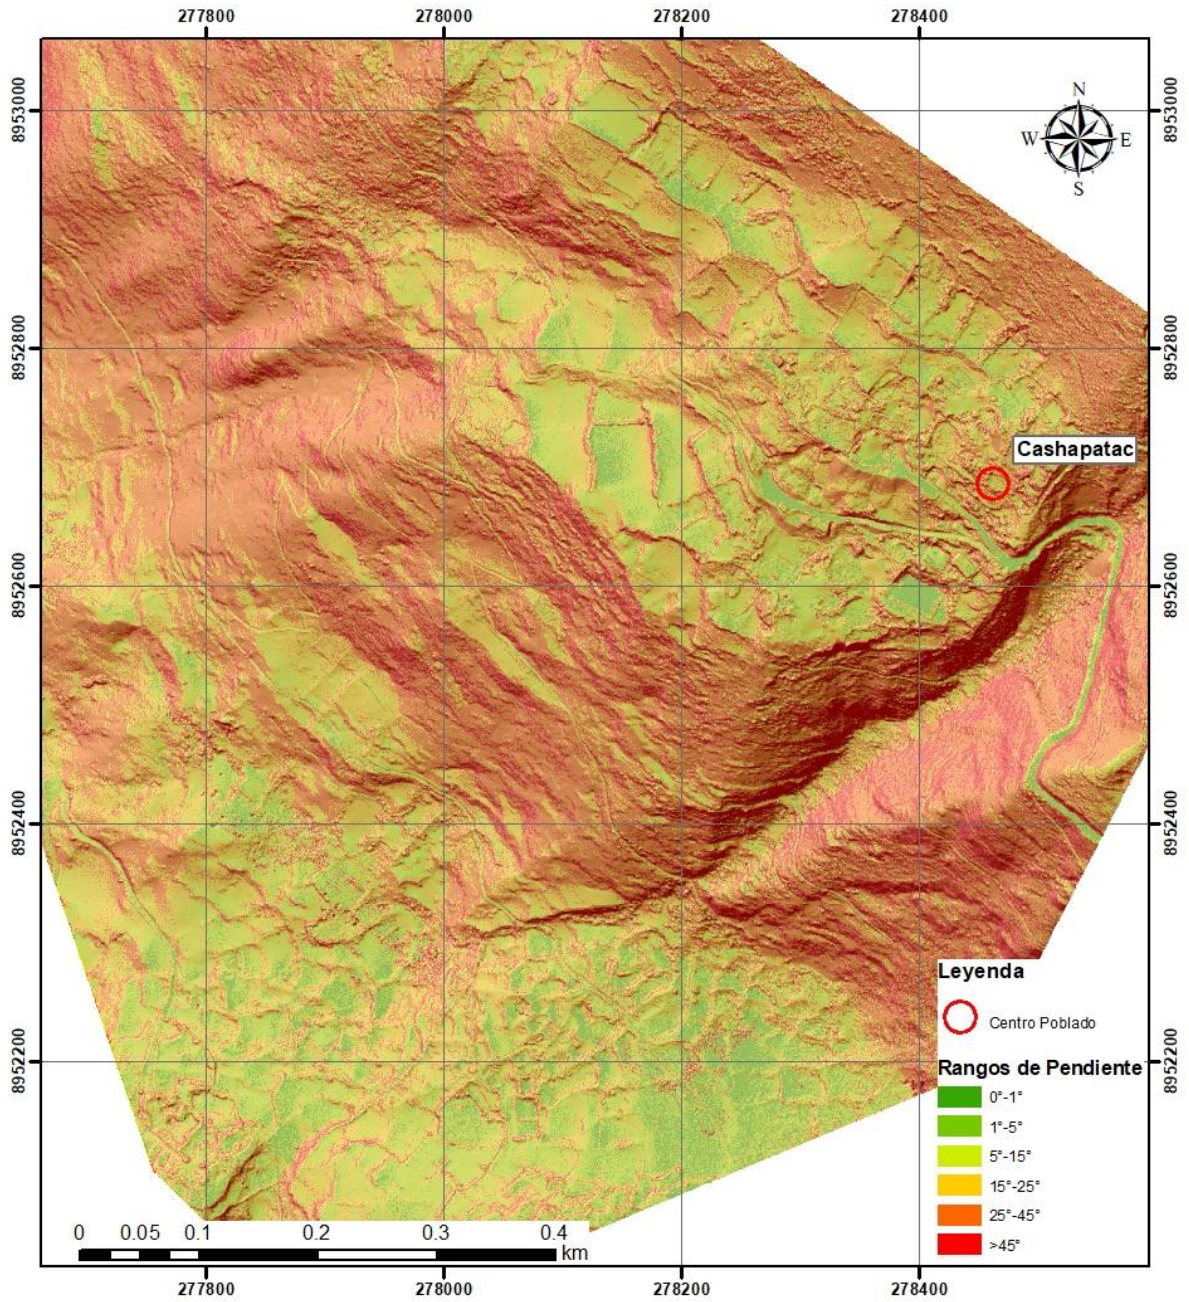 277800 278000 278200 278400
8953000 8953000
N
W E
S
8952800 8952800
Cashapatac
8952600 8952600
8952400 8952400
Leyenda
Centro Poblado
8952200 8952200
Rangos de Pendiente
0°-1°
1°-5°
5°-15°
15°-25°
25°-45°
>45°
0 0.05 0.1 0.2 0.3 0.4
km
277800 278000 278200 278400